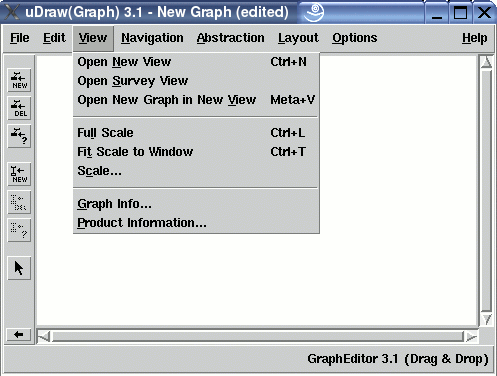 uDraw(Graph) 3.1 - New Graph (edited)
File Edit View Navigation Abstraction Layout Options Help
Open New View Ctrl+N
Open Survey View
Open New Graph in New View Meta+V
Full Scale Ctrl+L
Fit Scale to Window Ctrl+T
Scale...
Graph Info...
Product Information...
NEW
DEL
?
NEW
?
GraphEditor 3.1 (Drag & Drop)